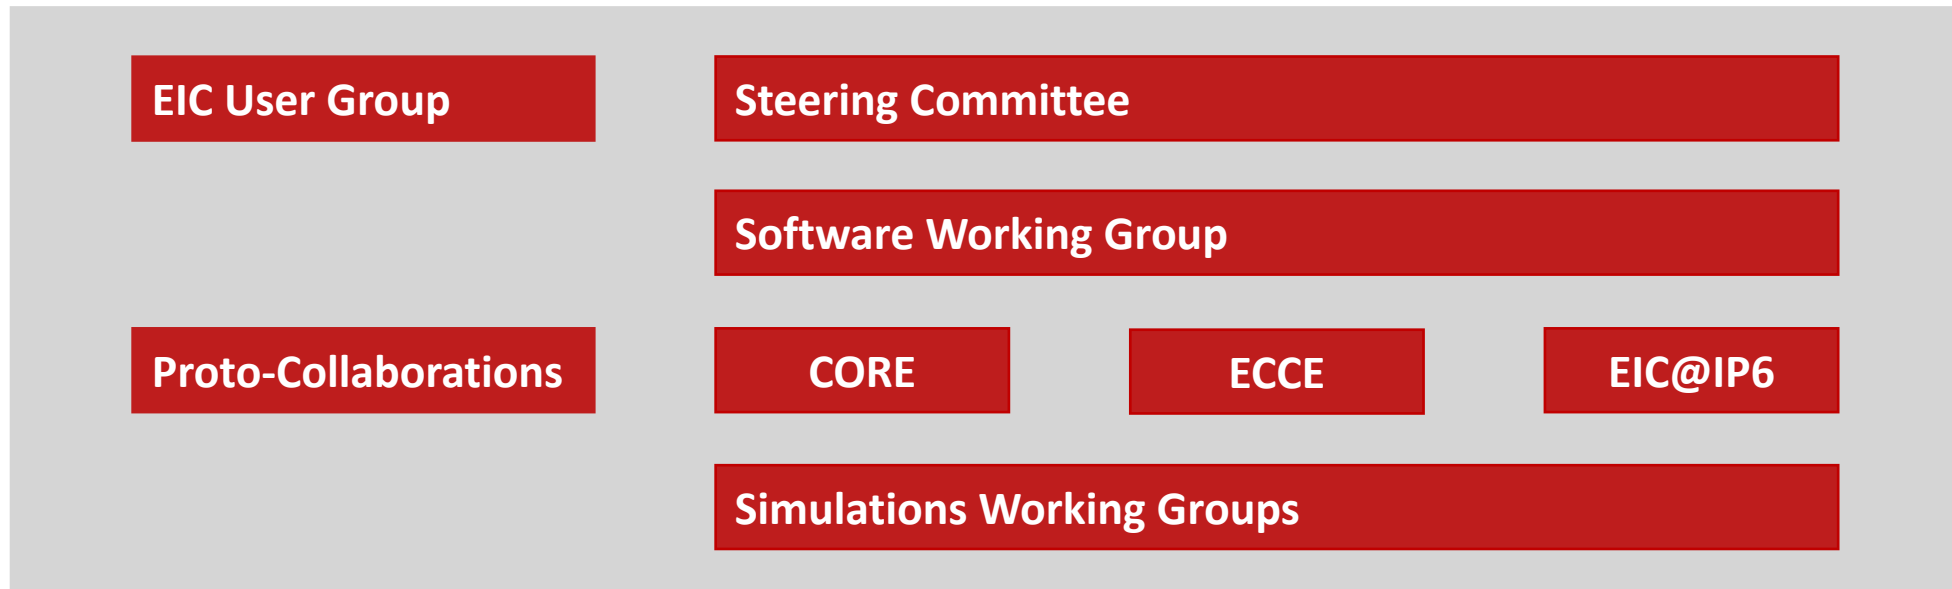 EIC User Group
Steering Committee
Software Working Group
Proto-Collaborations
CORE
ECCE
EIC@IP6
Simulations Working Groups